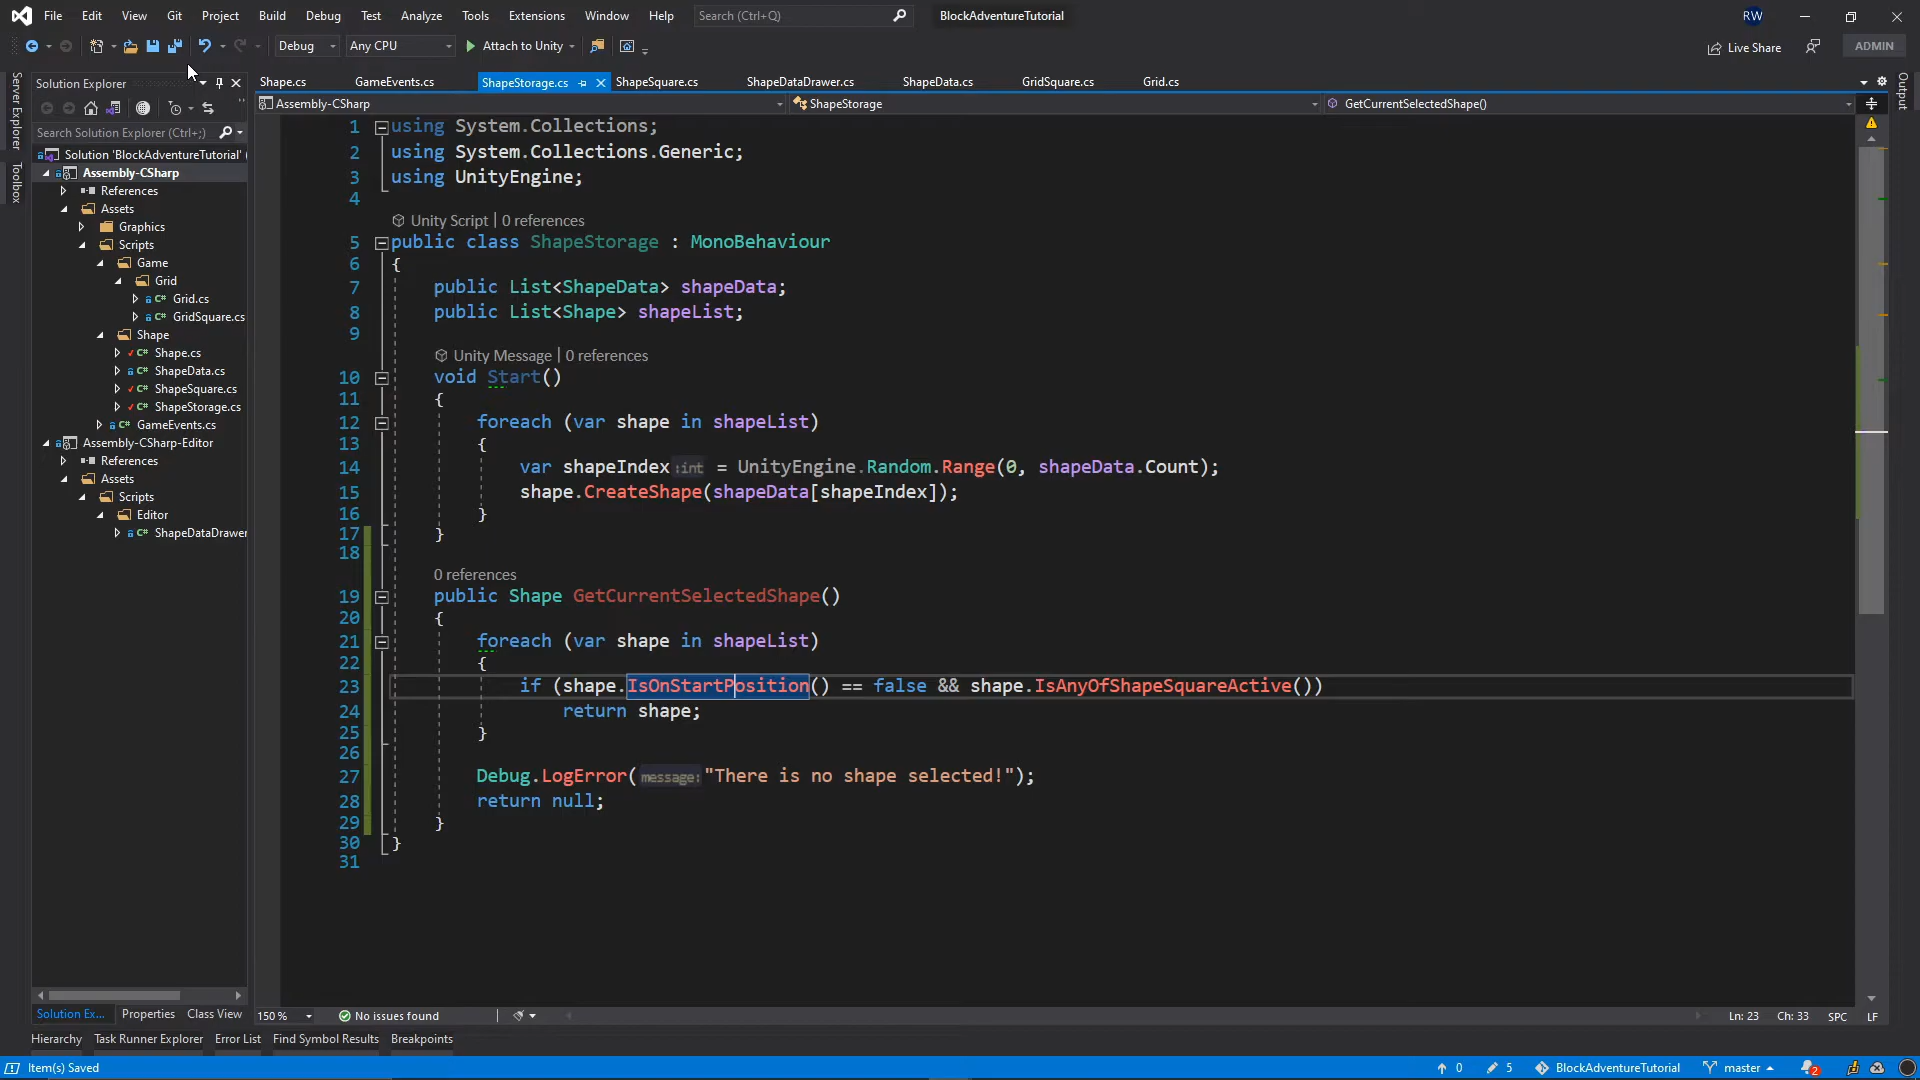 File Edit View Git Project Build Debug Test Analyze Tools Extensions Window Help Search (Ctrl+Q) BlockAdventureTutorial RW
Debug Any CPU Attach to Unity Live Share ADMIN
Server Explorer
Toolbox
Solution Explorer
Search Solution Explorer (Ctrl+;)
Solution 'BlockAdventureTutorial' (
Assembly-CSharp
References
Assets
Graphics
Scripts
Game
Grid
Grid.cs
GridSquare.cs
Shape
Shape.cs
ShapeData.cs
ShapeSquare.cs
ShapeStorage.cs
GameEvents.cs
Assembly-CSharp-Editor
References
Assets
Scripts
Editor
ShapeDataDrawer
Solution Ex... Properties Class View
Shape.cs GameEvents.cs ShapeStorage.cs ShapeSquare.cs ShapeDataDrawer.cs ShapeData.cs GridSquare.cs Grid.cs
Assembly-CSharp ShapeStorage GetCurrentSelectedShape()
Output
1 using System.Collections;
2 using System.Collections.Generic;
3 using UnityEngine;
4
Unity Script | 0 references
5 public class ShapeStorage : MonoBehaviour
6 {
7 public List<ShapeData> shapeData;
8 public List<Shape> shapeList;
9
Unity Message | 0 references
10 void Start()
11 {
12 foreach (var shape in shapeList)
13 {
14 var shapeIndex :int = UnityEngine.Random.Range(0, shapeData.Count);
15 shape.CreateShape(shapeData[shapeIndex]);
16 }
17 }
18
0 references
19 public Shape GetCurrentSelectedShape()
20 {
21 foreach (var shape in shapeList)
22 {
23 if (shape.IsOnStartPosition() == false && shape.IsAnyOfShapeSquareActive())
24 return shape;
25 }
26
27 Debug.LogError(message:"There is no shape selected!");
28 return null;
29 }
30 }
31
150 % No issues found Ln: 23 Ch: 33 SPC LF
Hierarchy Task Runner Explorer Error List Find Symbol Results Breakpoints
Item(s) Saved 0 5 BlockAdventureTutorial master 2